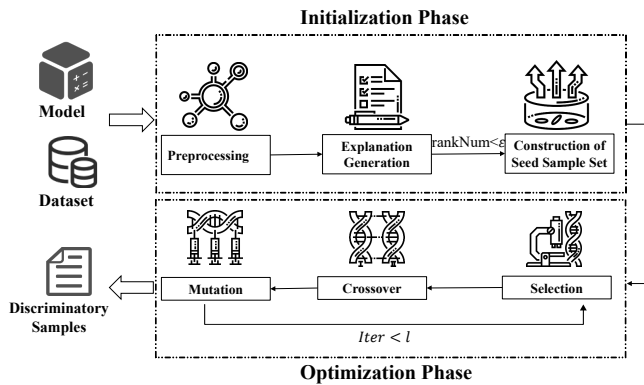 Initialization Phase
Model
Dataset
Preprocessing
Explanation
Generation
rankNum<ε
Construction of
Seed Sample Set
Discriminatory
Samples
Mutation
Crossover
Selection
Iter < l
Optimization Phase